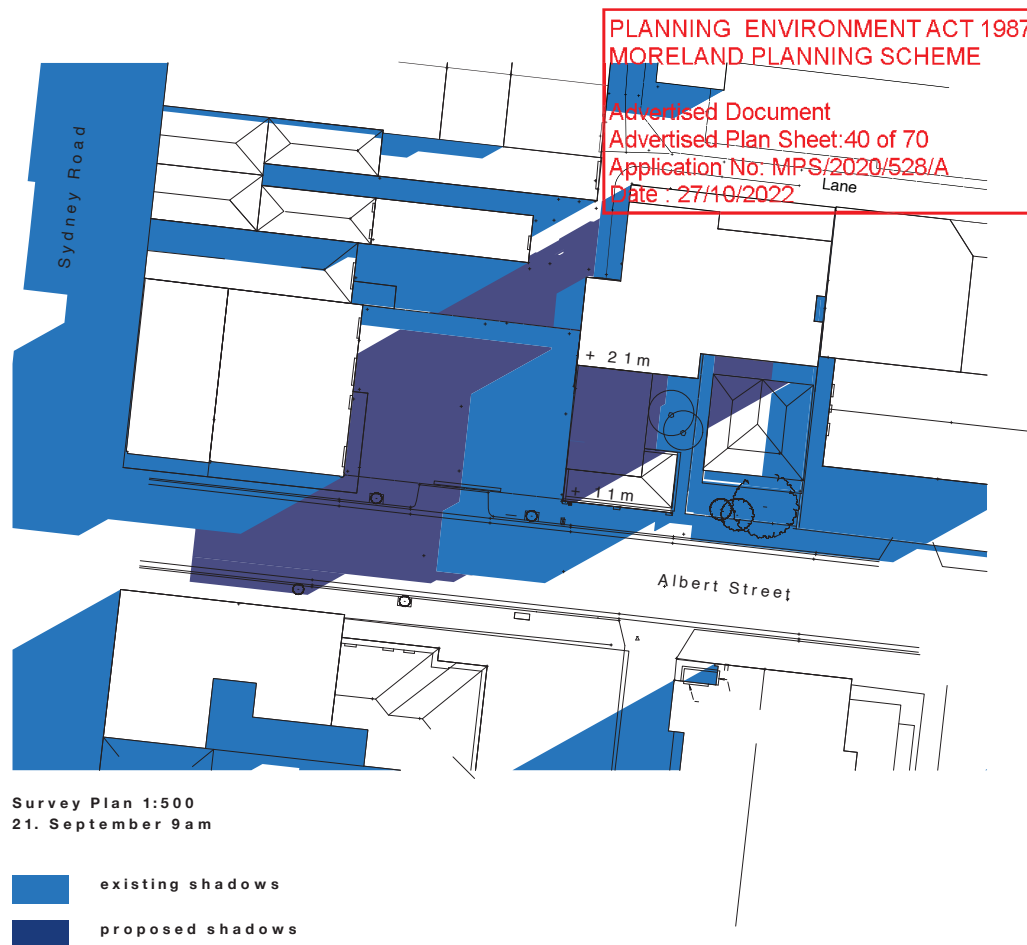 PLANNING ENVIRONMENT ACT 1987
MORELAND PLANNING SCHEME
Advertised Document
Advertised Plan Sheet:40 of 70
Application No: MPS/2020/528/A
Date : 27/10/2022
Lane
Sydney Road
+ 21m
+ 11m
Albert Street
Survey Plan 1:500
21. September 9am
existing shadows
proposed shadows